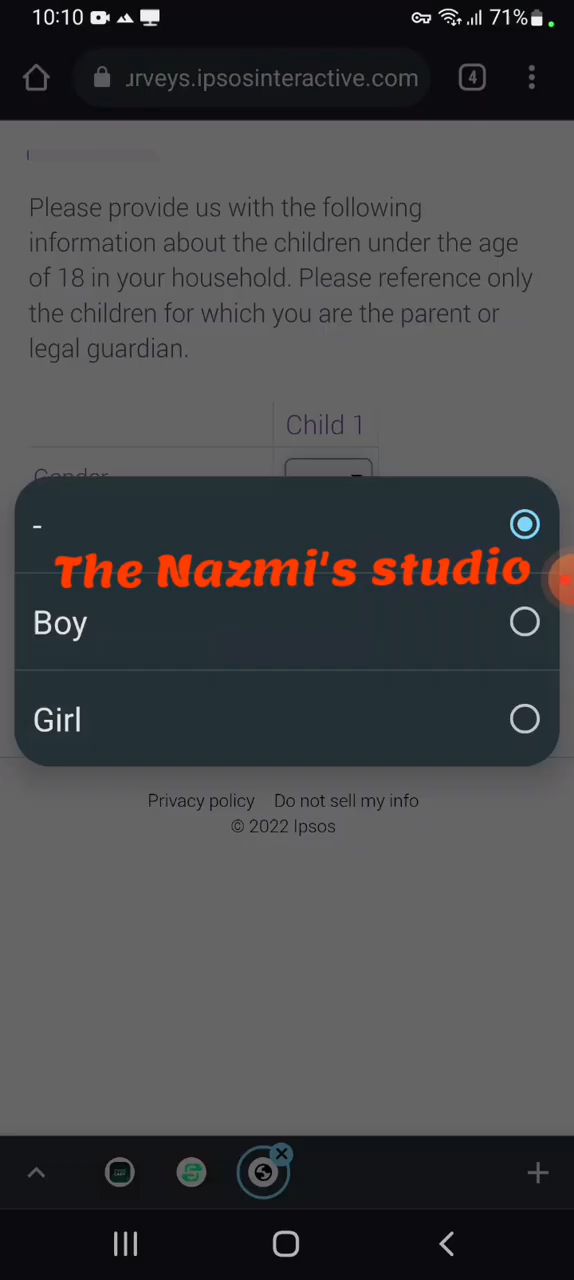 10:10
71%
urveys.ipsosinteractive.com
4
Please provide us with the following
information about the children under the age
of 18 in your household. Please reference only
the children for which you are the parent or
legal guardian.
Child 1
Gender
-
The Nazmi's studio
Boy
Girl
Privacy policy Do not sell my info
© 2022 Ipsos